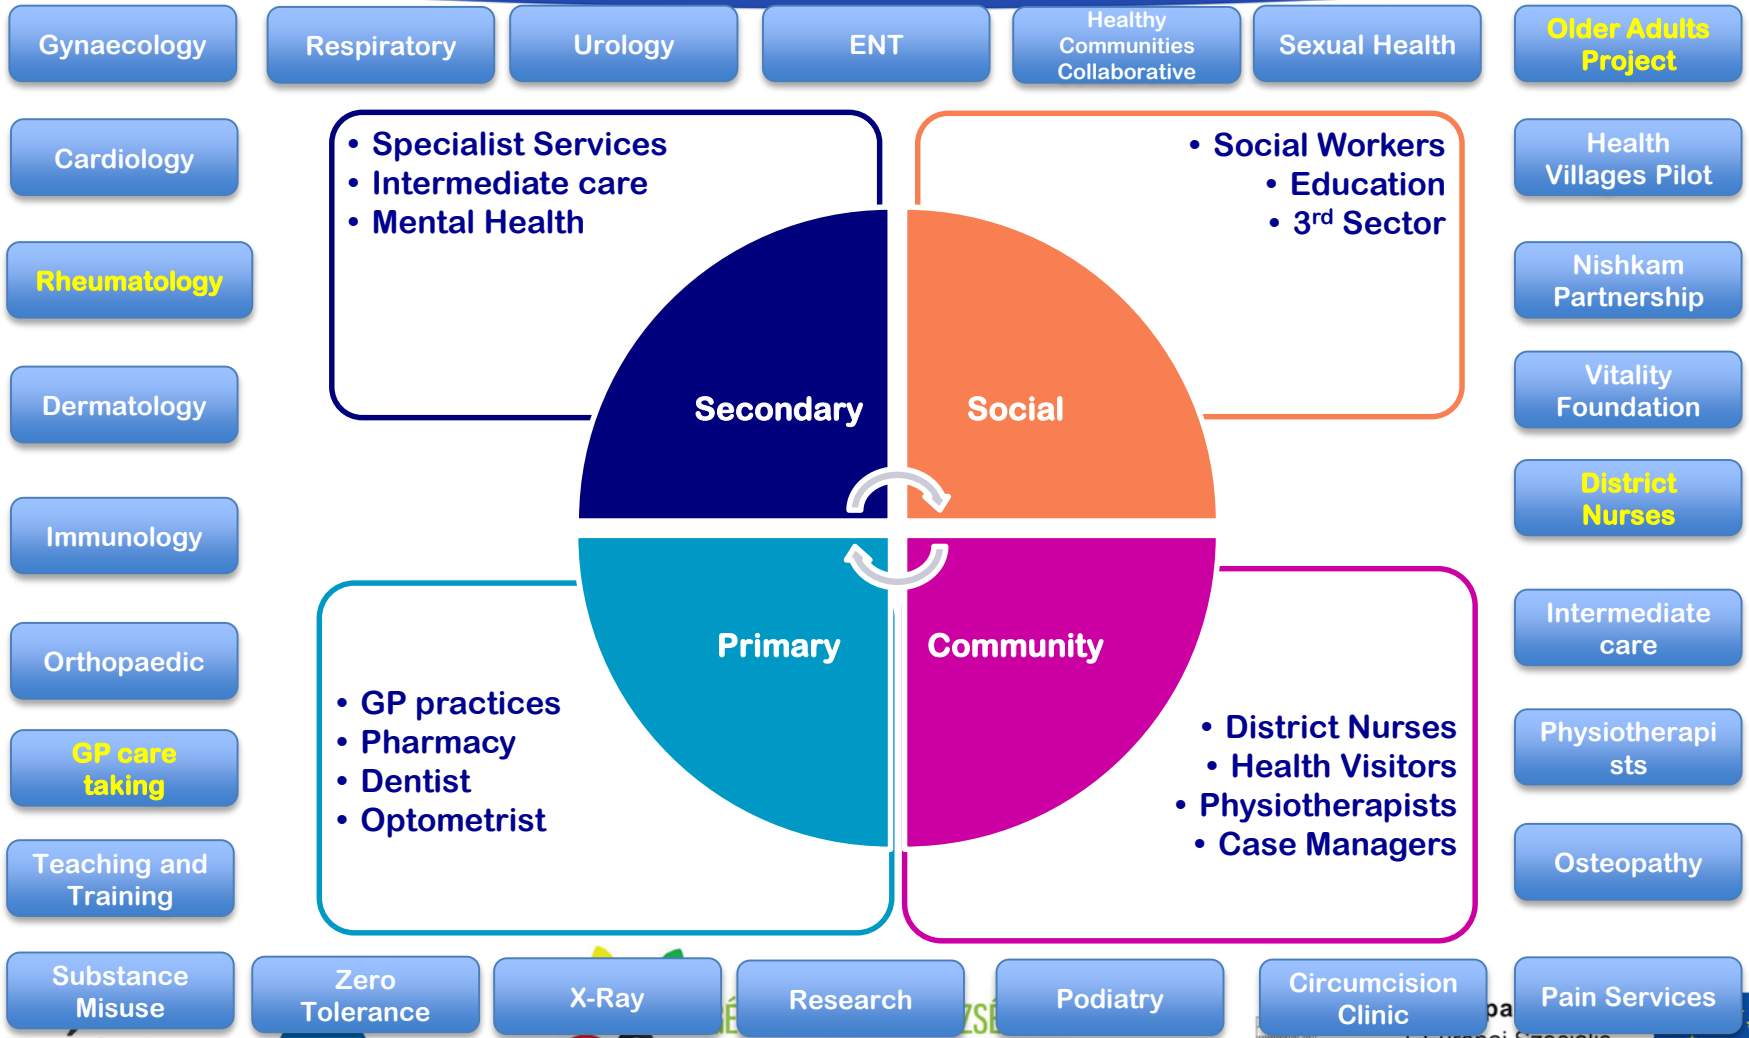 Gynaecology
Respiratory
Urology
ENT
Healthy
Communities
Collaborative
Sexual Health
Older Adults
Project
Cardiology
Rheumatology
Dermatology
Immunology
Orthopaedic
GP care
taking
Teaching and
Training
• Specialist Services
• Intermediate care
• Mental Health
• Social Workers
• Education
• 3rd Sector
Secondary
Social
Primary
Community
• GP practices
• Pharmacy
• Dentist
• Optometrist
• District Nurses
• Health Visitors
• Physiotherapists
• Case Managers
Health
Villages Pilot
Nishkam
Partnership
Vitality
Foundation
District
Nurses
Intermediate
care
Physiotherapi
sts
Osteopathy
Substance
Misuse
Zero
Tolerance
X-Ray
Research
Podiatry
Circumcision
Clinic
Pain Services